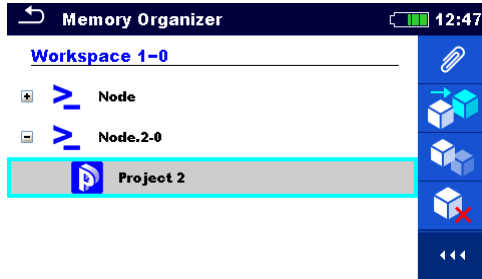 Memory Organizer
12:47
Workspace 1-0
Node
Node.2-0
Project 2